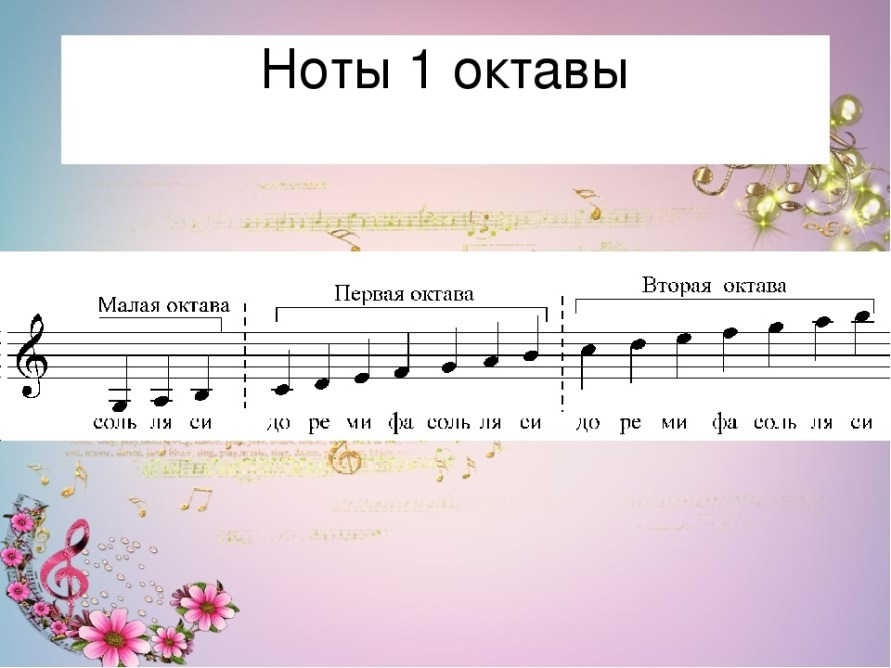 Ноты 1 октавы
Малая октава
Первая октава
Вторая октава
соль ля си до ре ми фа соль ля си до ре ми фа соль ля си